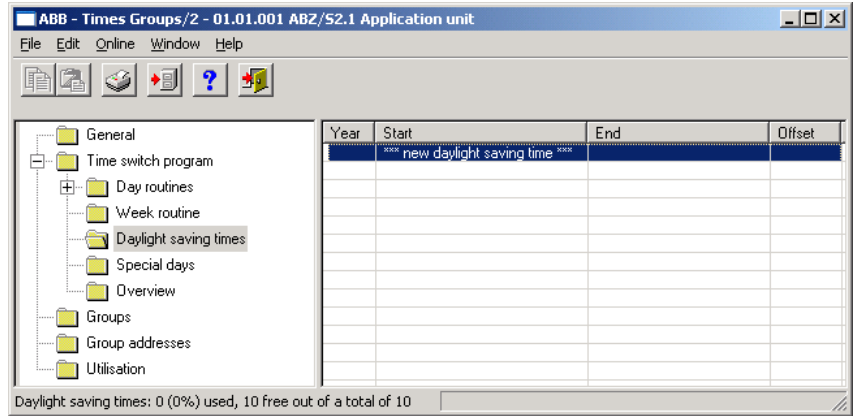 ABB - Times Groups/2 - 01.01.001 ABZ/S2.1 Application unit
File Edit Online Window Help
?
General
Time switch program
Day routines
Week routine
Daylight saving times
Special days
Overview
Groups
Group addresses
Utilisation
Year Start End Offset
*** new daylight saving time ***
Daylight saving times: 0 (0%) used, 10 free out of a total of 10